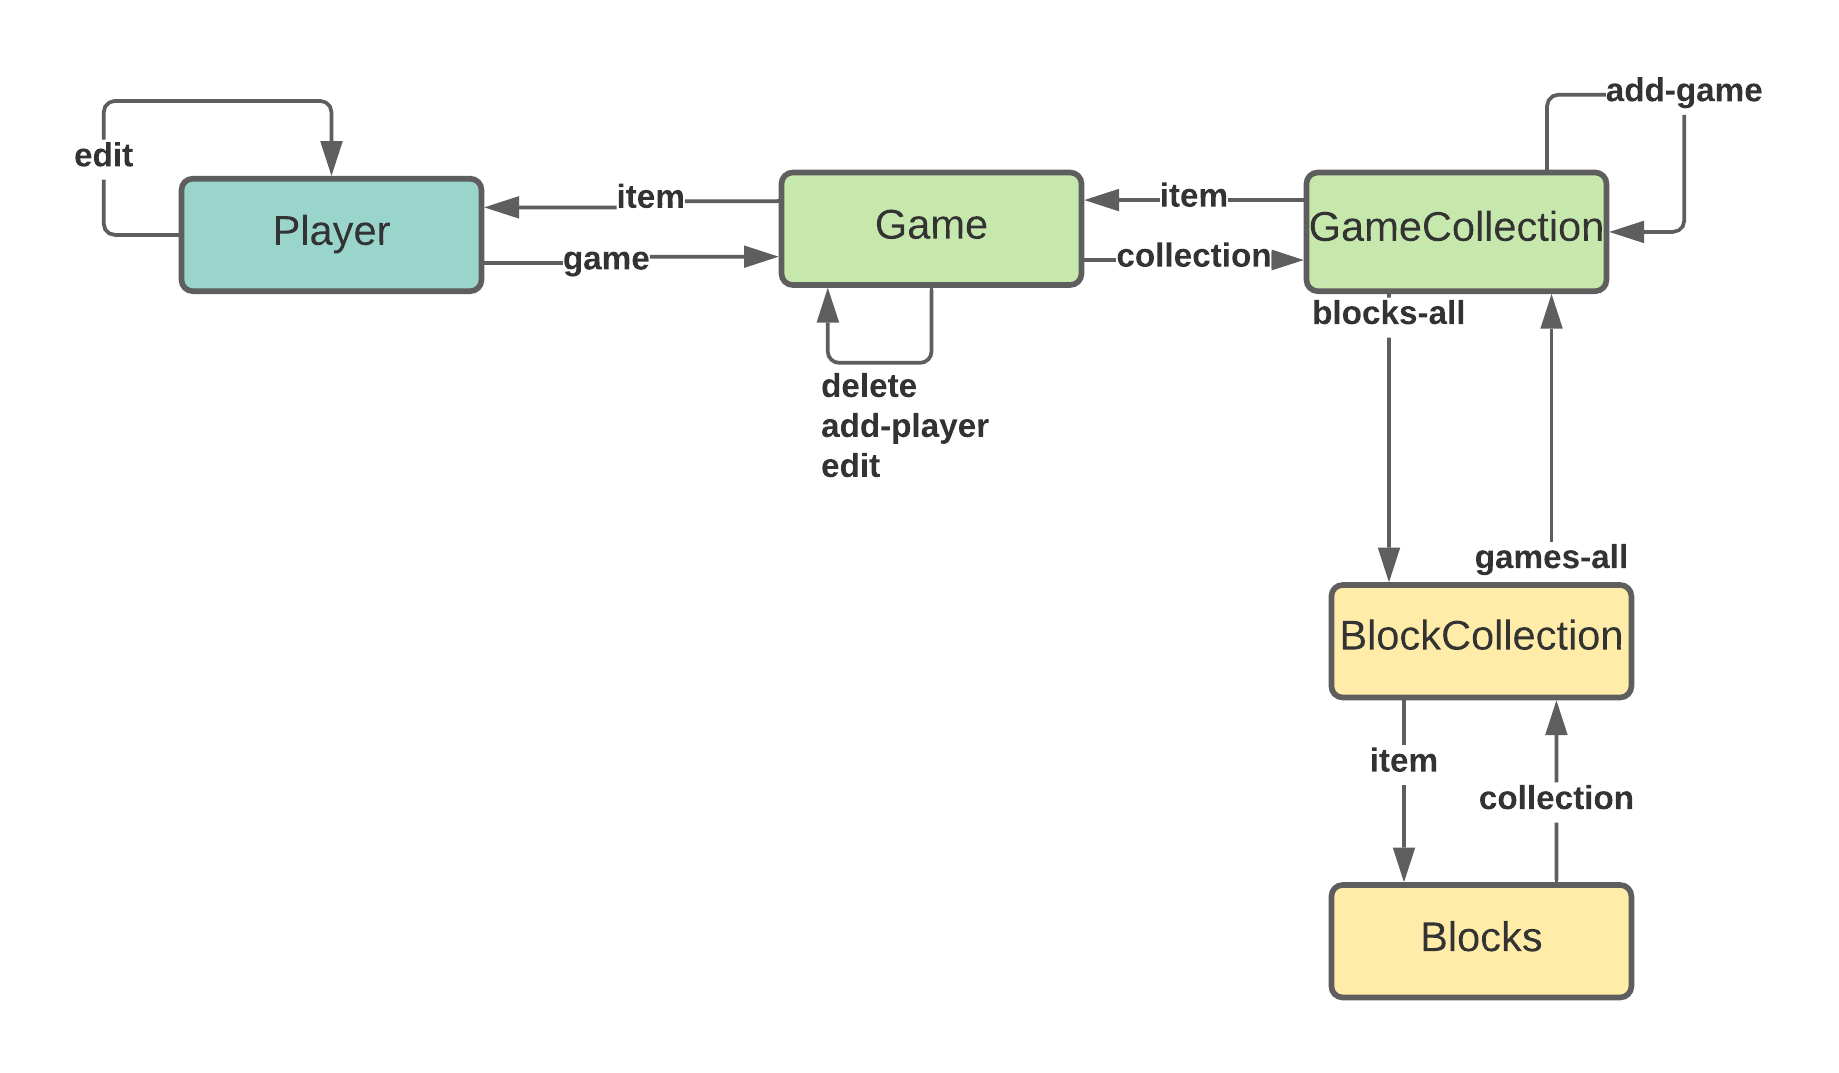 add-game
edit
item
item
Player
Game
GameCollection
game
collection
blocks-all
delete
add-player
edit
games-all
BlockCollection
item
collection
Blocks